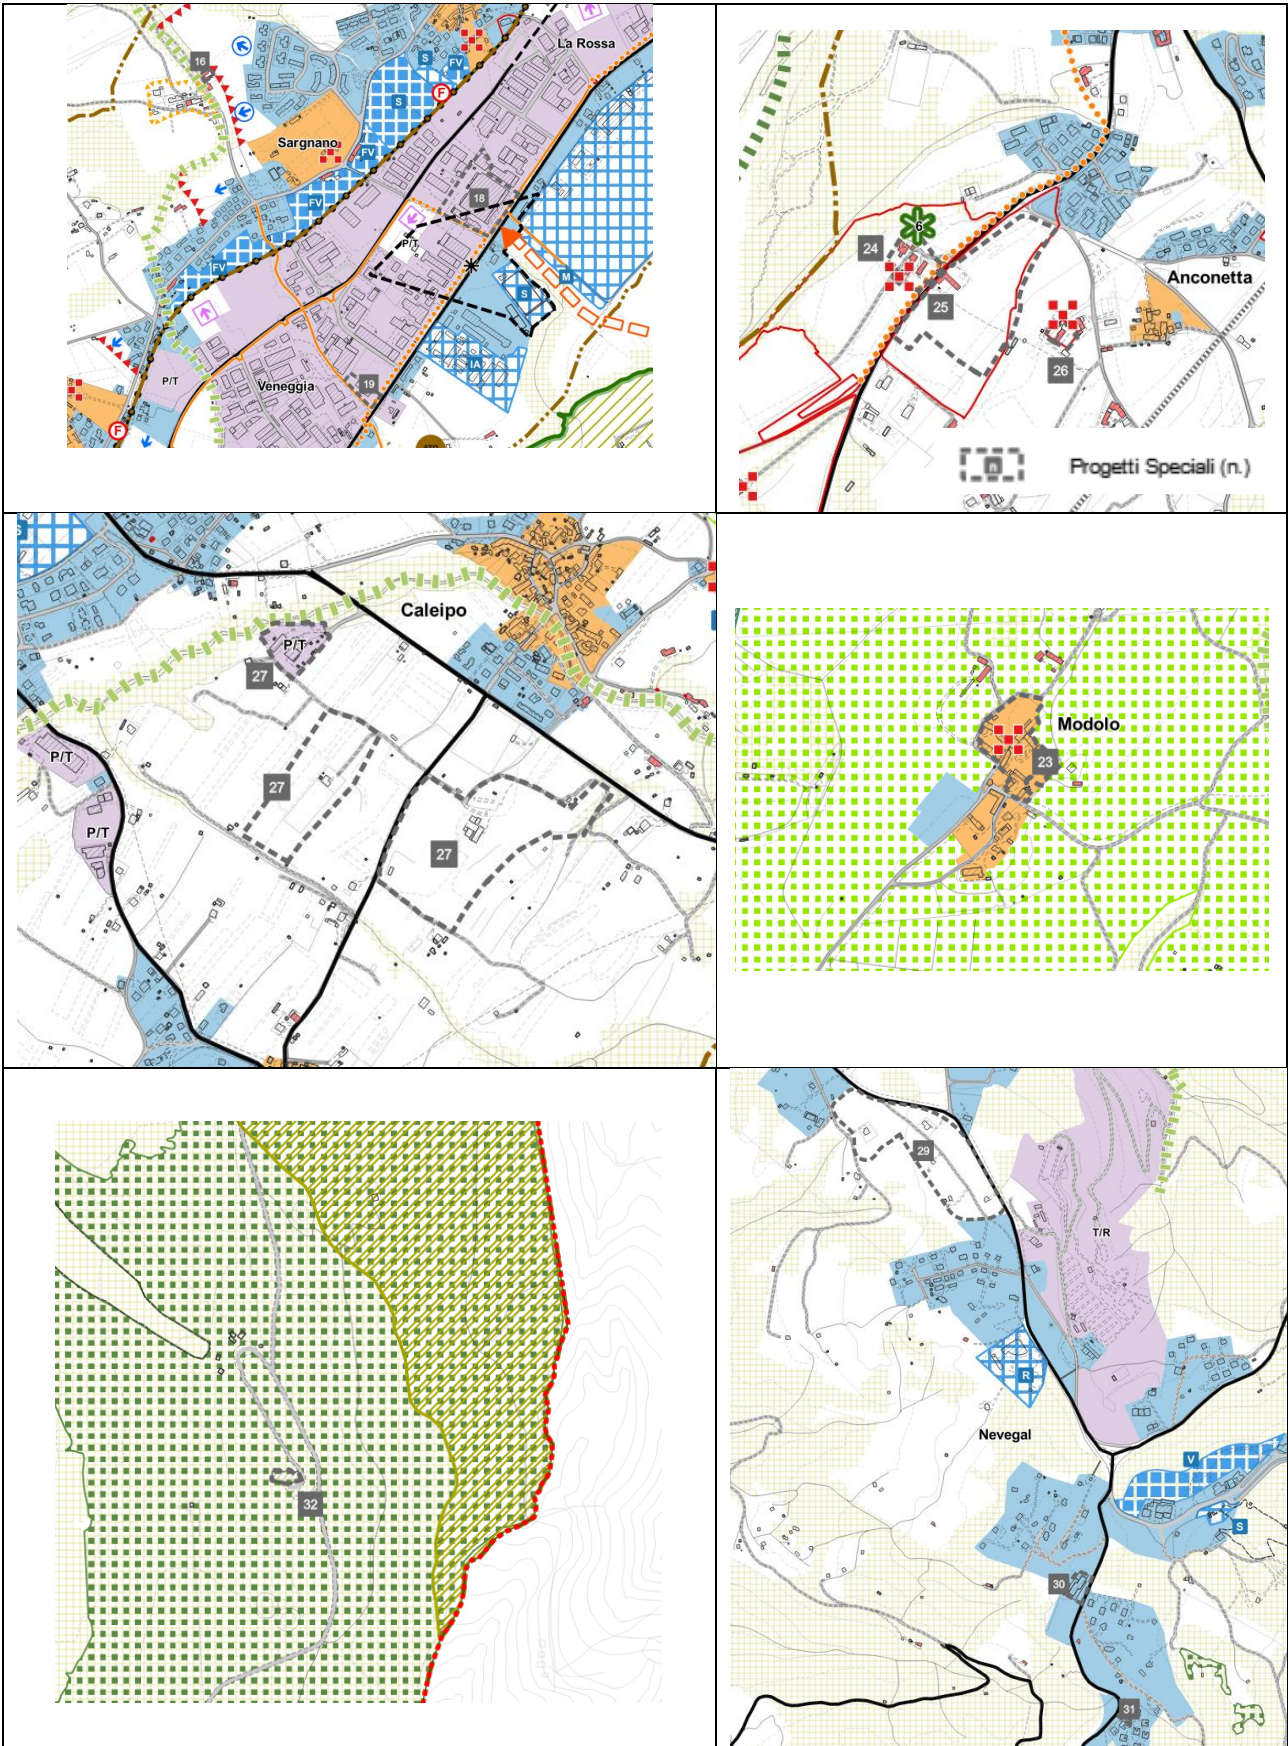 La Rossa
16
S
FV
F
S
Sargnano
FV
18
FV
P/T
FV
M
S
IA
P/T
Veneggia
19
F
6
24
25
Anconetta
26
n
Progetti Speciali (n.)
S
Caleipo
P/T
27
P/T
27
P/T
27
Modolo
23
32
29
T/R
R
Nevegal
V
S
30
31